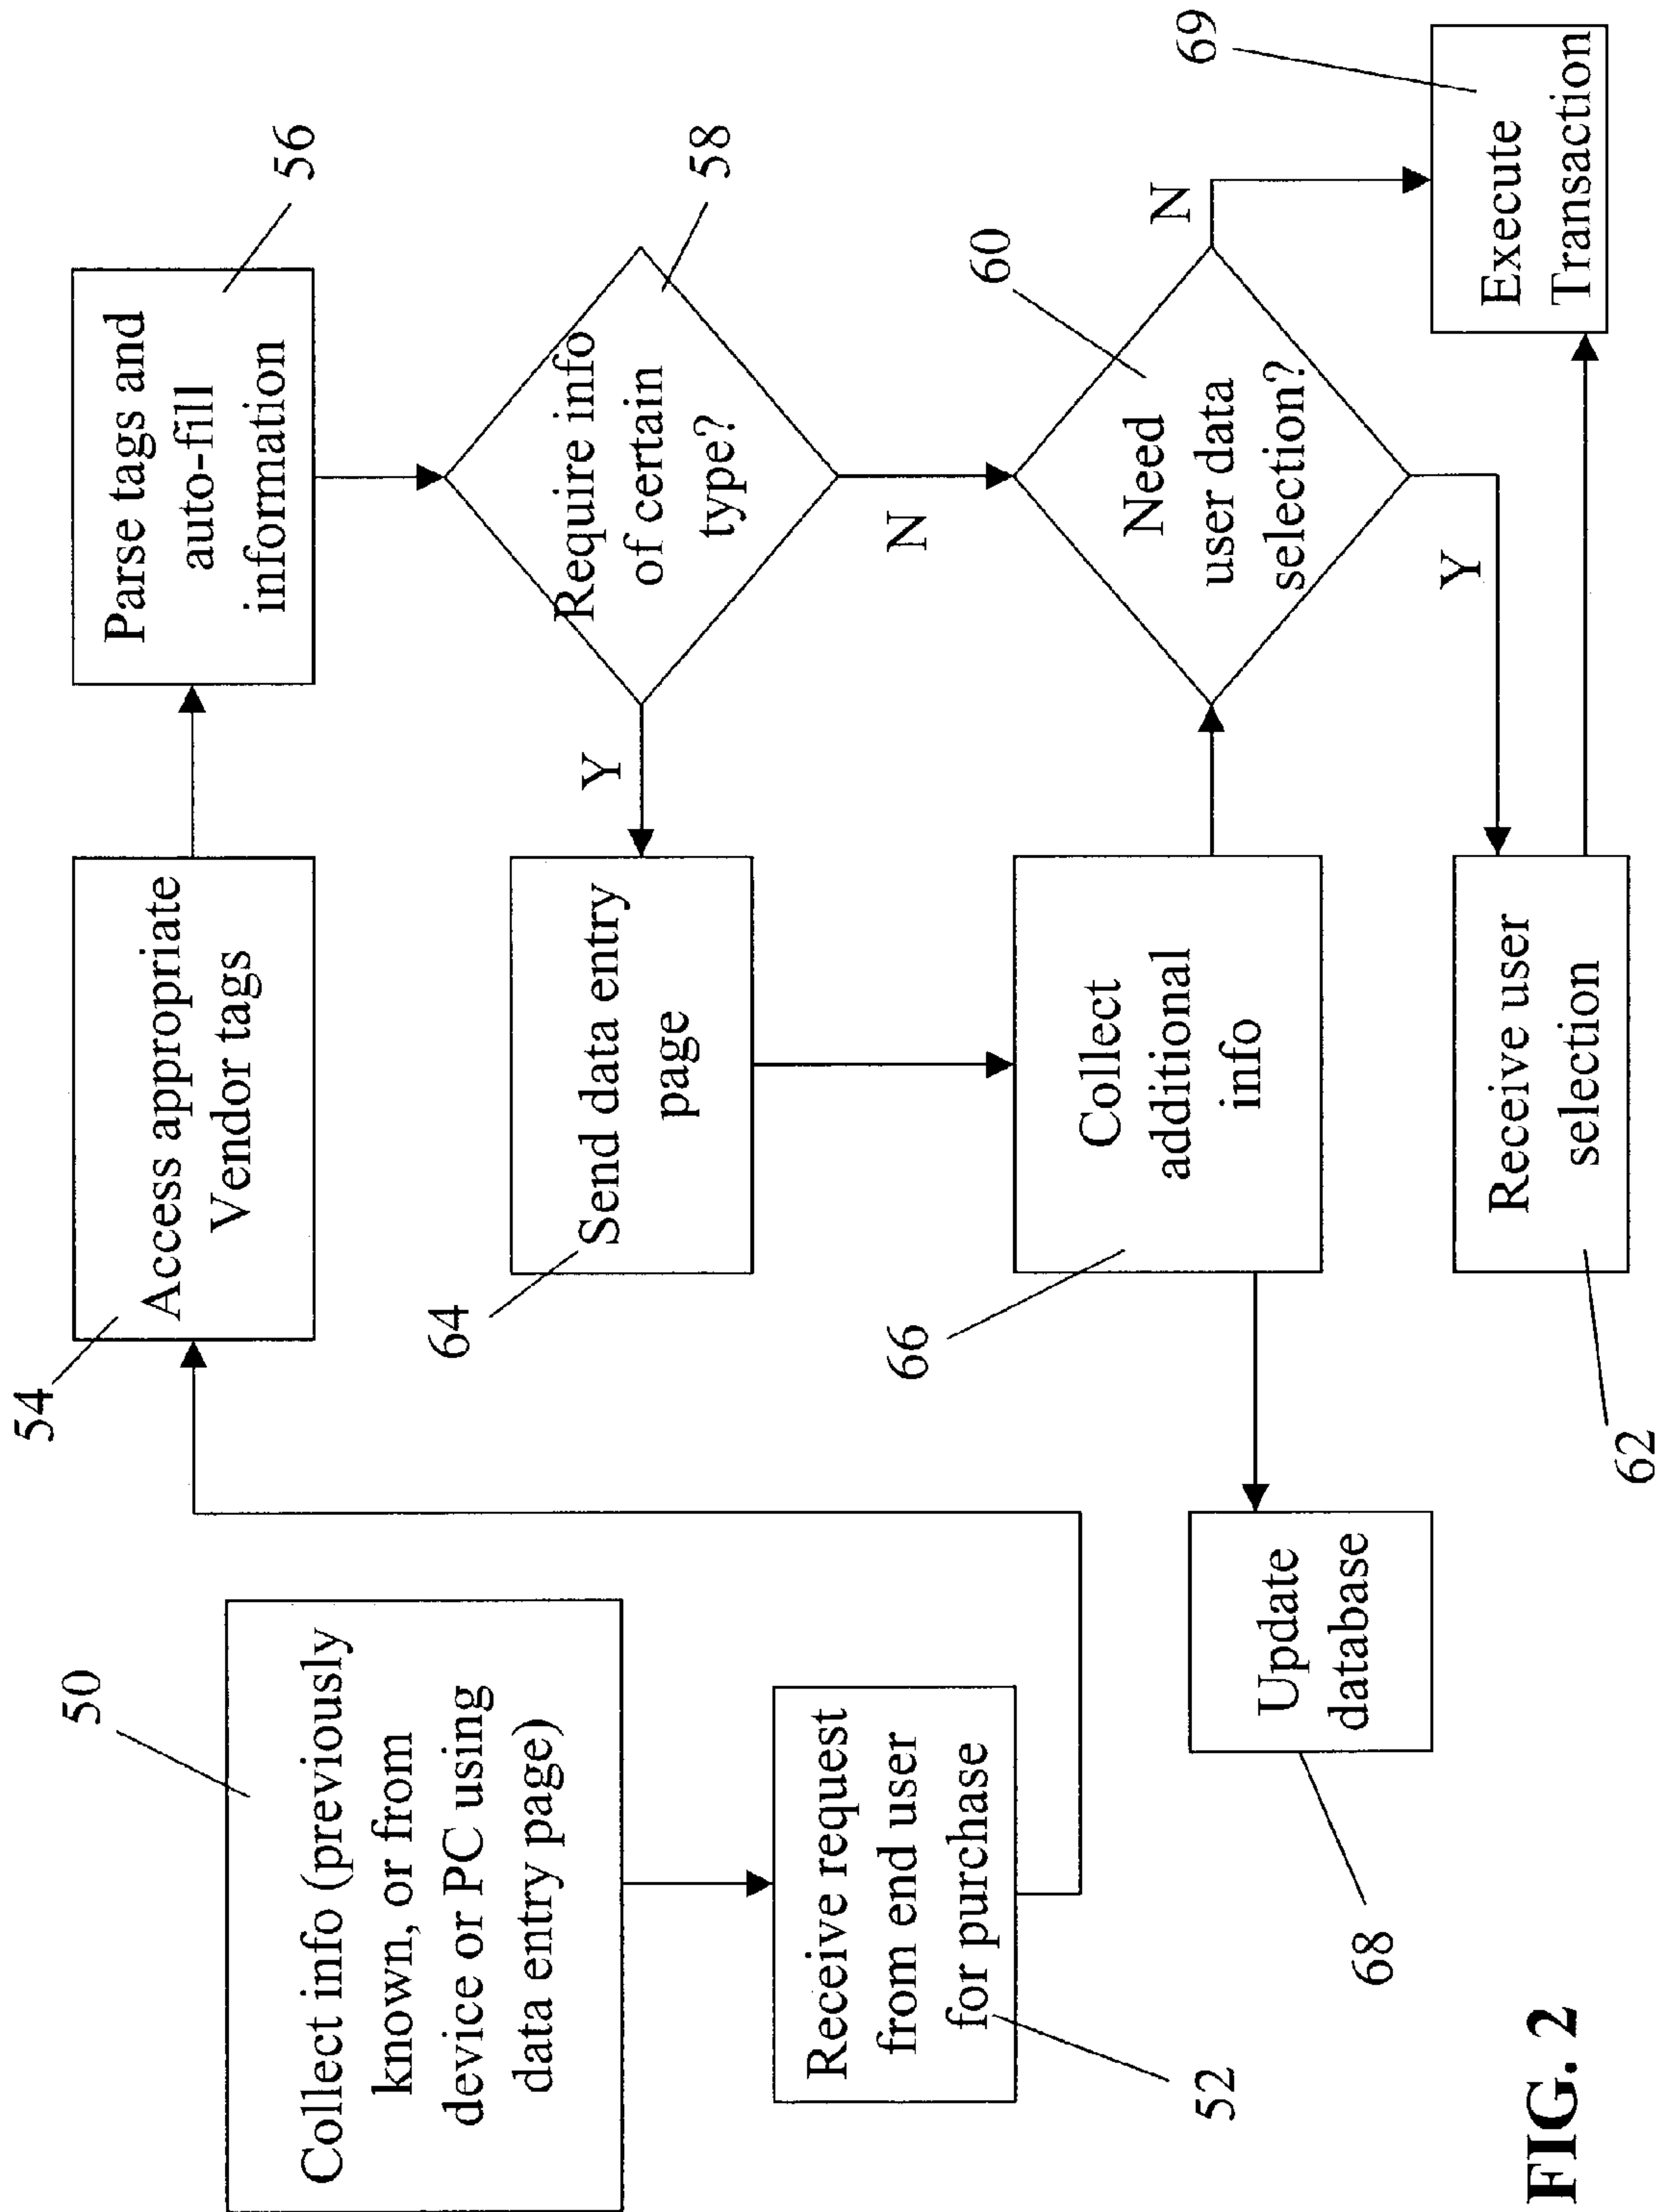 50
Collect info (previously
known, or from
device or PC using
data entry page)
Receive request
from end user
for purchase
52
54
Access appropriate
Vendor tags
Parse tags and
auto-fill
information
56
Require info
of certain
type?
58
Y
N
64
Send data entry
page
66
Collect
additional
info
Update
database
68
60
Need
user data
selection?
N
Y
Receive user
selection
62
Execute
Transaction
69
FIG. 2